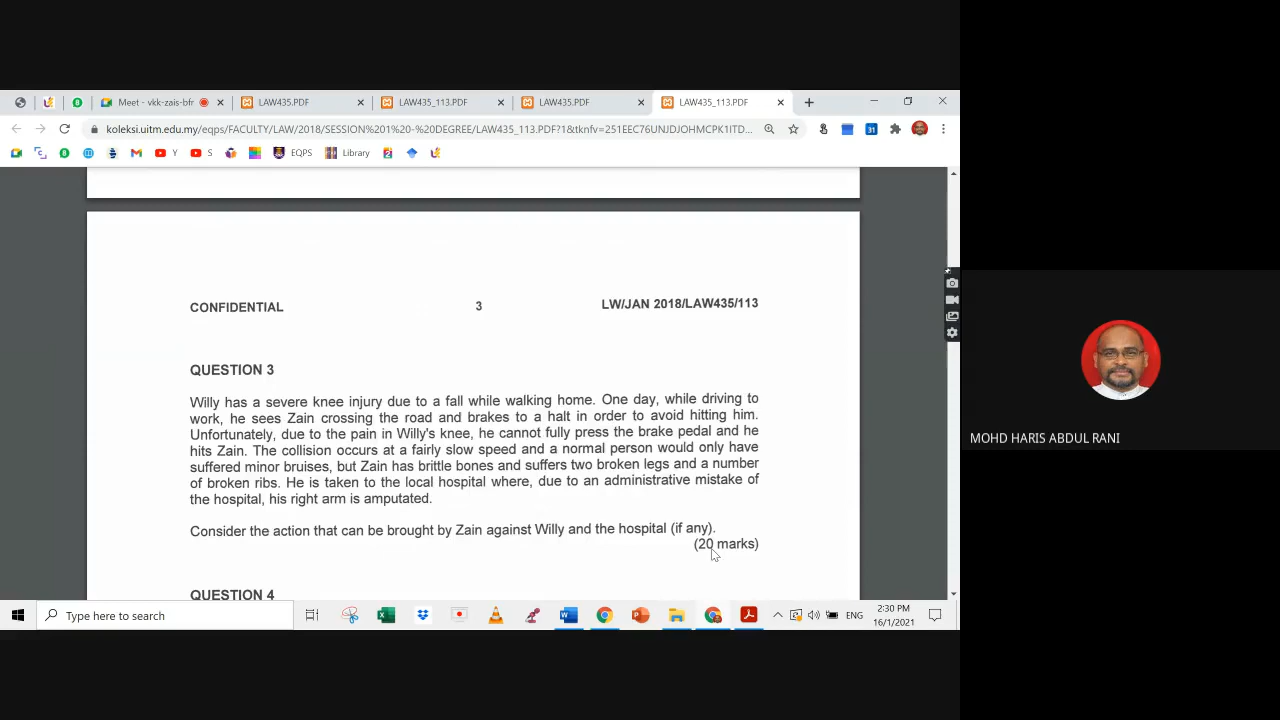 Meet - vkk-zais-bfr
LAW435.PDF
LAW435_113.PDF
LAW435.PDF
LAW435_113.PDF
koleksi.uitm.edu.my/eqps/FACULTY/LAW/2018/SESSION%201%20-%20DEGREE/LAW435_113.PDF?1&tknfv=251EEC76UNJDJOHMCPK1ITD...
Y
S
EQPS
Library
CONFIDENTIAL 3 LW/JAN 2018/LAW435/113
QUESTION 3
Willy has a severe knee injury due to a fall while walking home. One day, while driving to
work, he sees Zain crossing the road and brakes to a halt in order to avoid hitting him.
Unfortunately, due to the pain in Willy's knee, he cannot fully press the brake pedal and he
hits Zain. The collision occurs at a fairly slow speed and a normal person would only have
suffered minor bruises, but Zain has brittle bones and suffers two broken legs and a number
of broken ribs. He is taken to the local hospital where, due to an administrative mistake of
the hospital, his right arm is amputated.
Consider the action that can be brought by Zain against Willy and the hospital (if any).
(20 marks)
QUESTION 4
MOHD HARIS ABDUL RANI
Type here to search
ENG
2:30 PM
16/1/2021